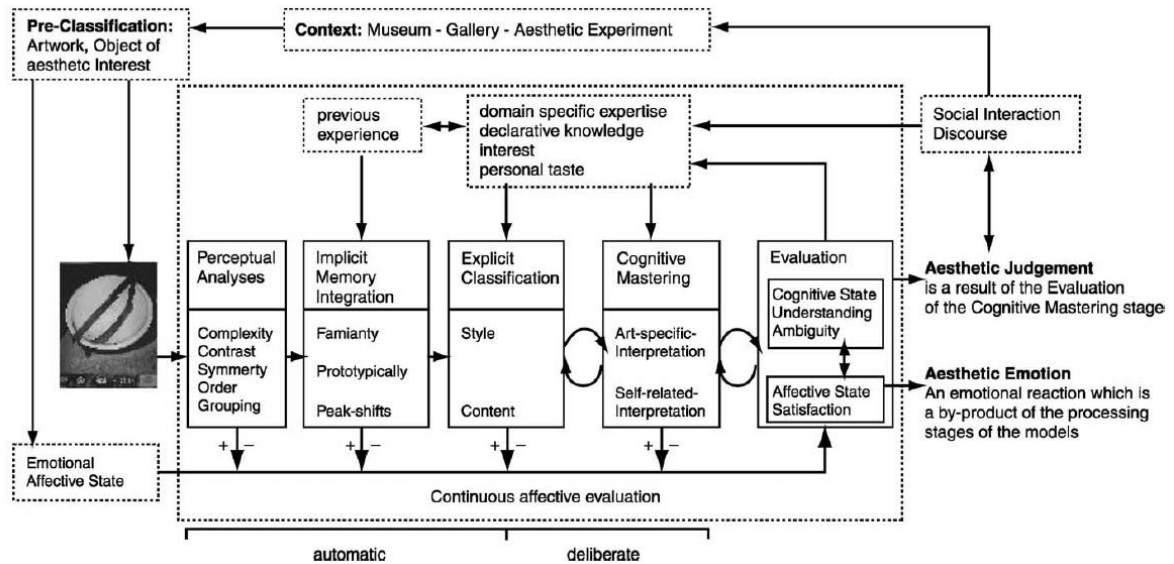 Pre-Classification:
Artwork, Object of
aesthetc Interest
Context: Museum - Gallery - Aesthetic Experiment
previous
experience
domain specific expertise
declarative knowledge
interest
personal taste
Social Interaction
Discourse
Perceptual
Analyses
Complexity
Contrast
Symmerty
Order
Grouping
Implicit
Memory
Integration
Famianty
Prototypically
Peak-shifts
Explicit
Classification
Style
Content
Cognitive
Mastering
Art-specific-
Interpretation
Self-related-
Interpretation
Evaluation
Cognitive State
Understanding
Ambiguity
Affective State
Satisfaction
Aesthetic Judgement
is a result of the Evaluation
of the Cognitive Mastering stage
Aesthetic Emotion
An emotional reaction which is
a by-product of the processing
stages of the models
+ − + − + − + −
Emotional
Affective State
Continuous affective evaluation
automatic
deliberate